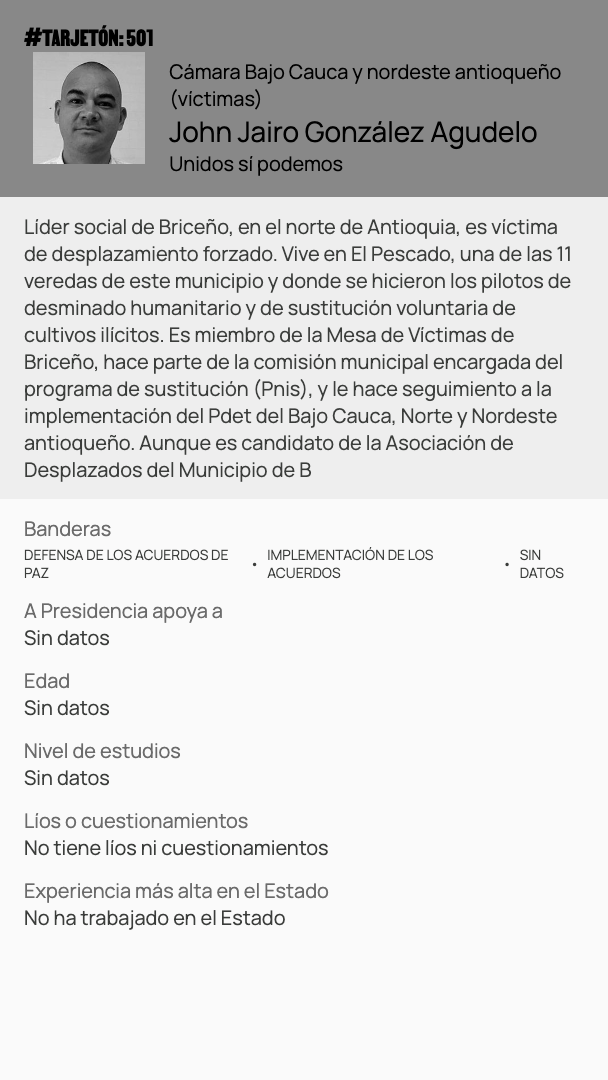 #TARJETÓN: 501
Cámara Bajo Cauca y nordeste antioqueño
(víctimas)
John Jairo González Agudelo
Unidos sí podemos
Líder social de Briceño, en el norte de Antioquia, es víctima
de desplazamiento forzado. Vive en El Pescado, una de las 11
veredas de este municipio y donde se hicieron los pilotos de
desminado humanitario y de sustitución voluntaria de
cultivos ilícitos. Es miembro de la Mesa de Víctimas de
Briceño, hace parte de la comisión municipal encargada del
programa de sustitución (Pnis), y le hace seguimiento a la
implementación del Pdet del Bajo Cauca, Norte y Nordeste
antioqueño. Aunque es candidato de la Asociación de
Desplazados del Municipio de B
Banderas
DEFENSA DE LOS ACUERDOS DE
PAZ
• IMPLEMENTACIÓN DE LOS
ACUERDOS
• SIN
DATOS
A Presidencia apoya a
Sin datos
Edad
Sin datos
Nivel de estudios
Sin datos
Líos o cuestionamientos
No tiene líos ni cuestionamientos
Experiencia más alta en el Estado
No ha trabajado en el Estado